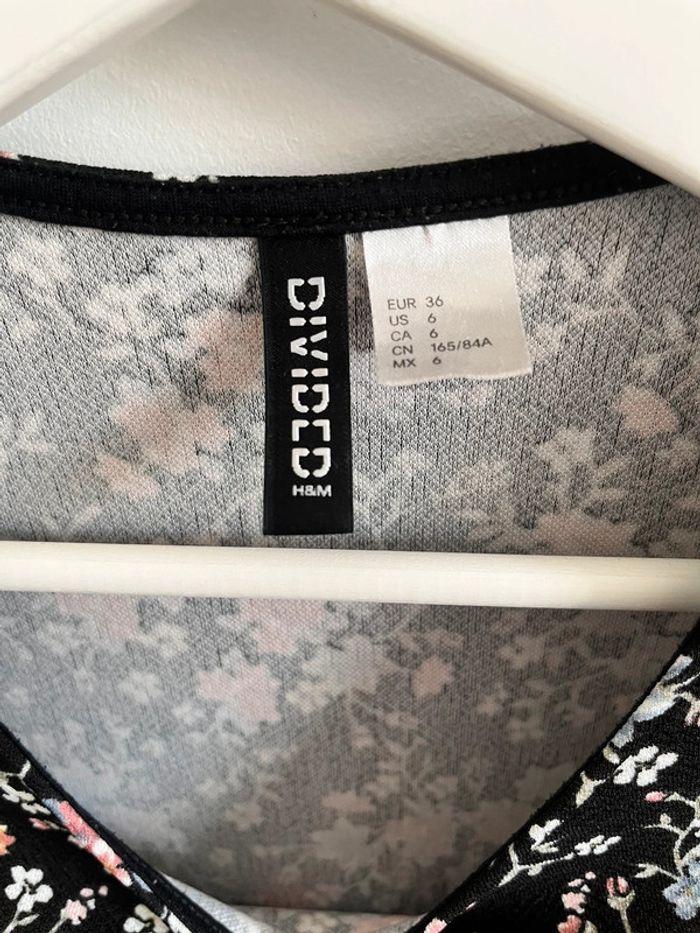 DIVIDED
H&M
EUR 36
US 6
CA 6
CN 165/84A
MX 6